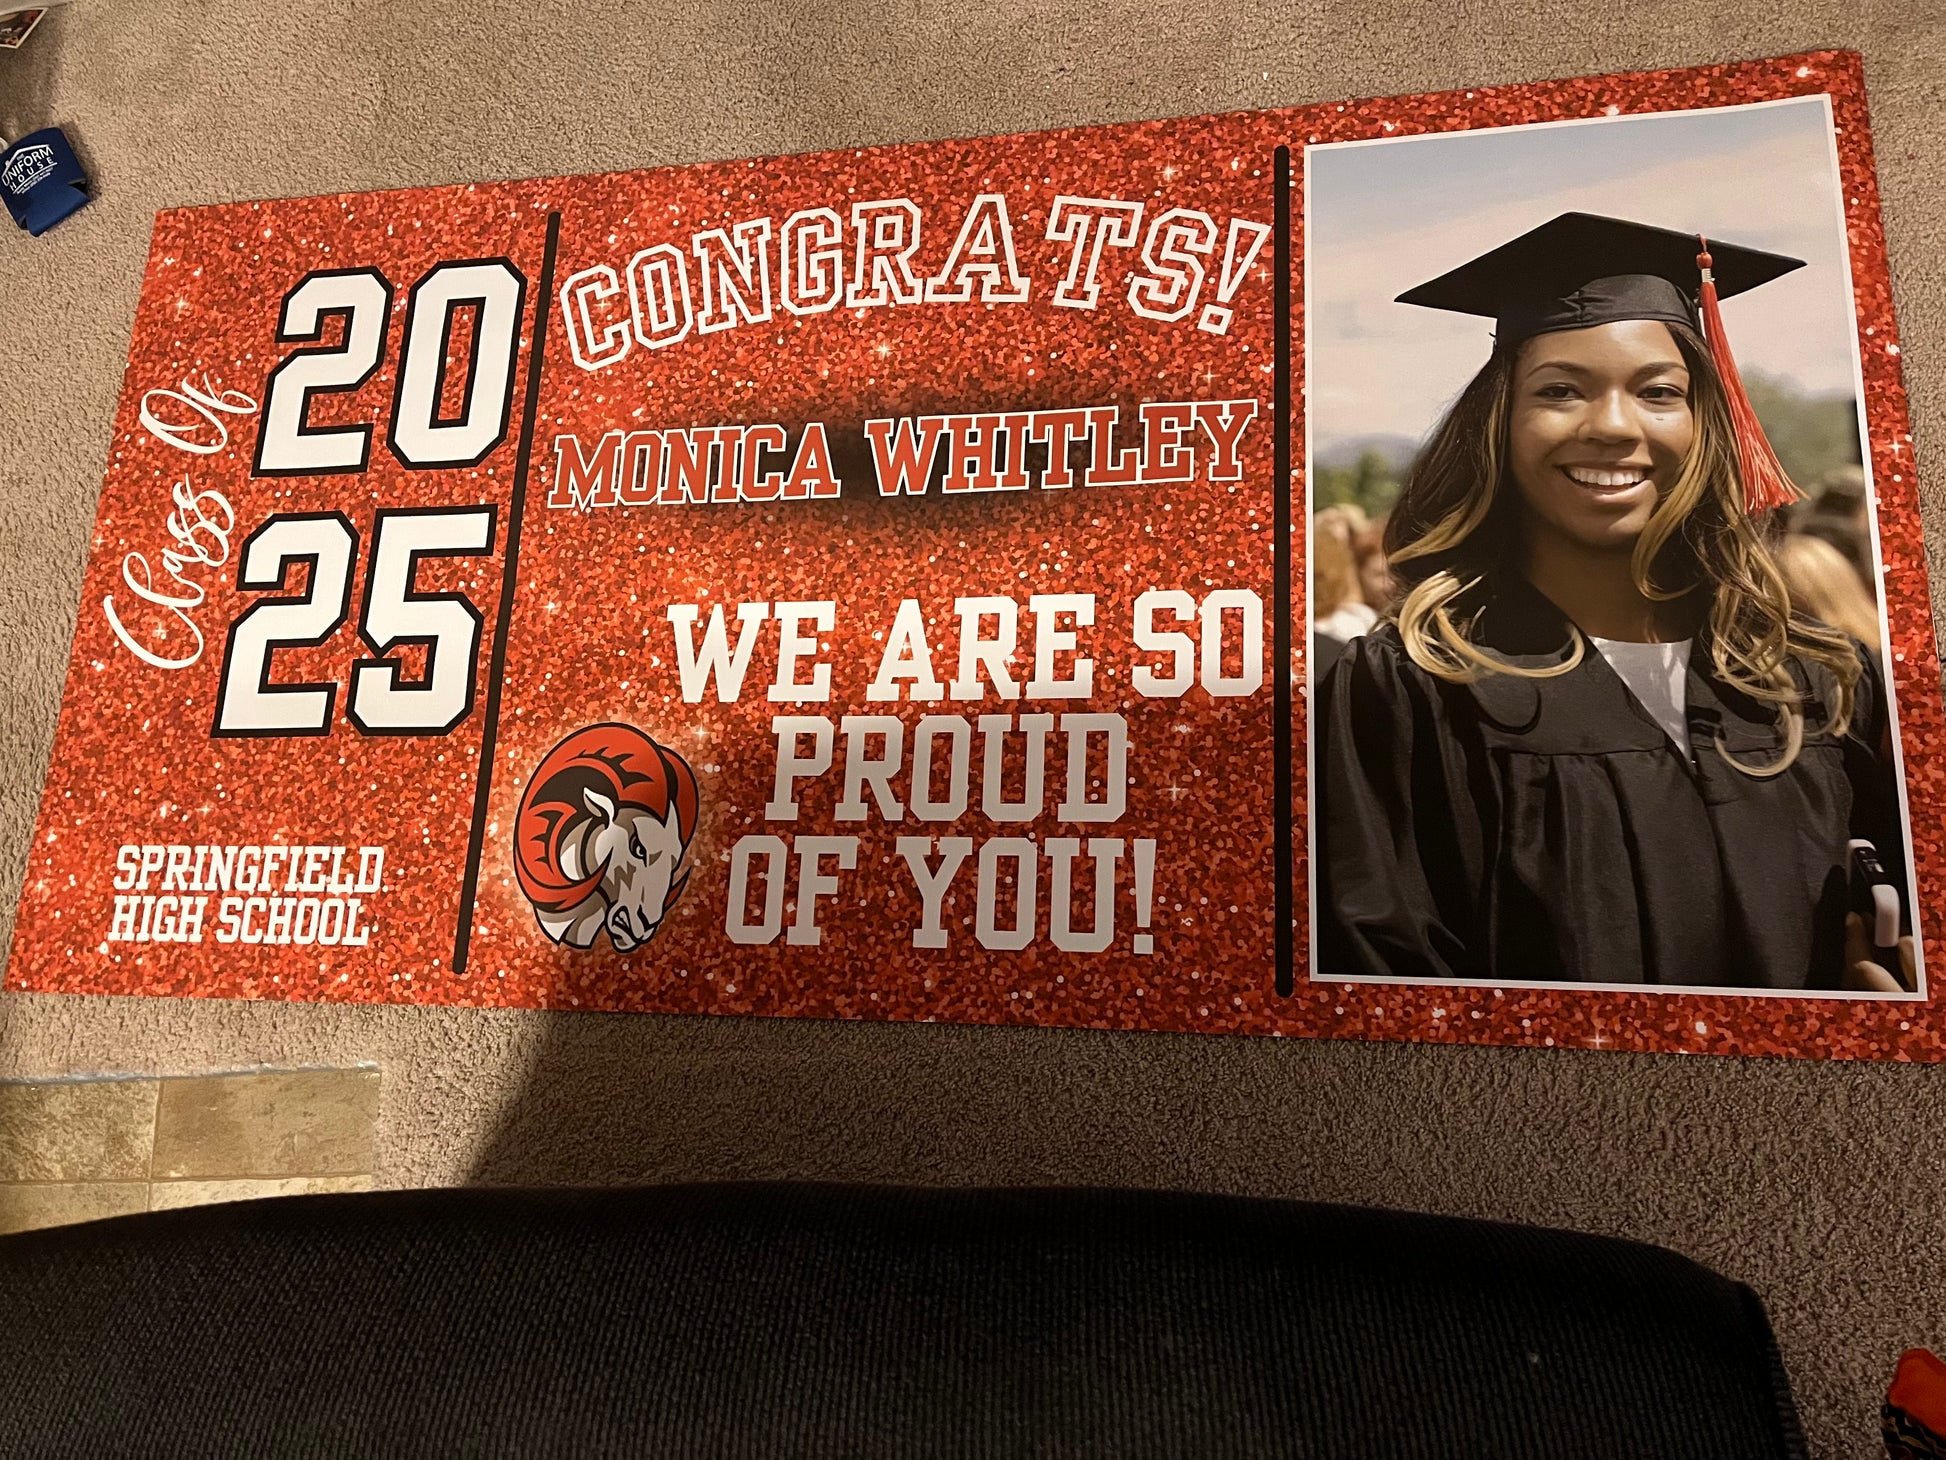 UNIFORM
HOUSE
Class Of
20
25
SPRINGFIELD
HIGH SCHOOL
CONGRATS!
MONICA WHITLEY
WE ARE SO
PROUD
OF YOU!